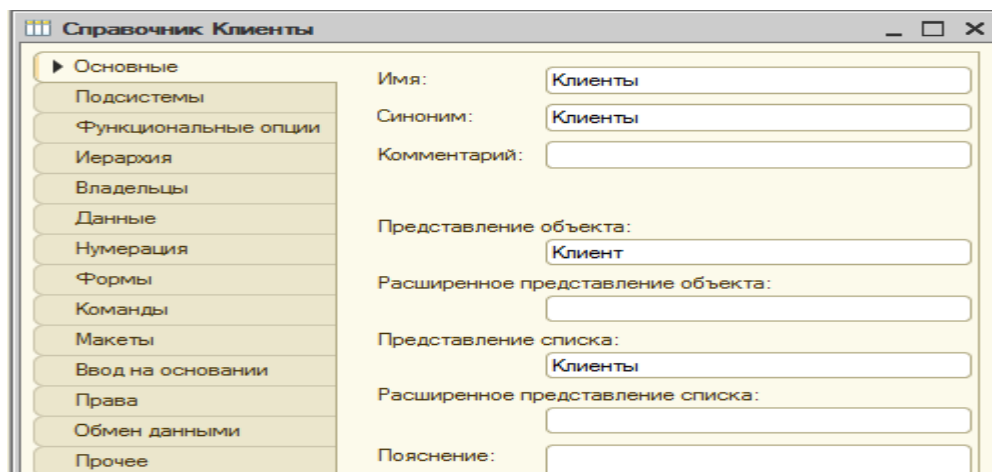 Справочник Клиенты
Основные
Подсистемы
Функциональные опции
Иерархия
Владельцы
Данные
Нумерация
Формы
Команды
Макеты
Ввод на основании
Права
Обмен данными
Прочее
Имя: Клиенты
Синоним: Клиенты
Комментарий:
Представление объекта:
Клиент
Расширенное представление объекта:
Представление списка:
Клиенты
Расширенное представление списка:
Пояснение: